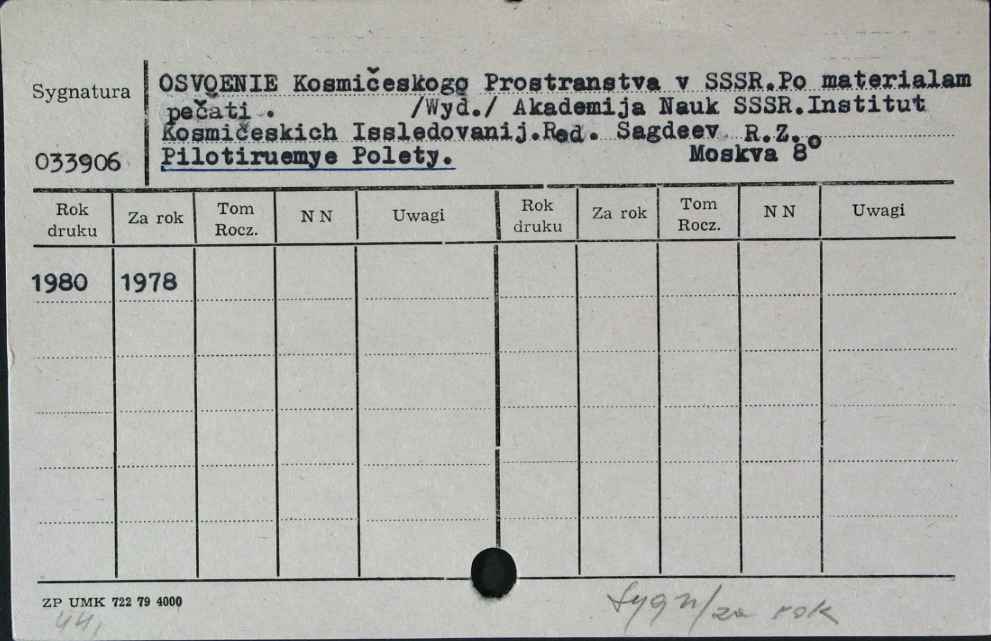 Sygnatura
OSVOENIE Kosmičeskogo Prostranstva v SSSR.Po materialam
pečati . /Wyd./ Akademija Nauk SSSR.Institut
Kosmičeskich Issledovanij.Red. Sagdeev R.Z.
033906 Pilotiruemye Polety. Moskva 8°
Rok druku Za rok Tom Rocz. N N Uwagi Rok druku Za rok Tom Rocz. N N Uwagi
1980 1978
ZP UMK 722 79 4000
44,
Sygn/za rok